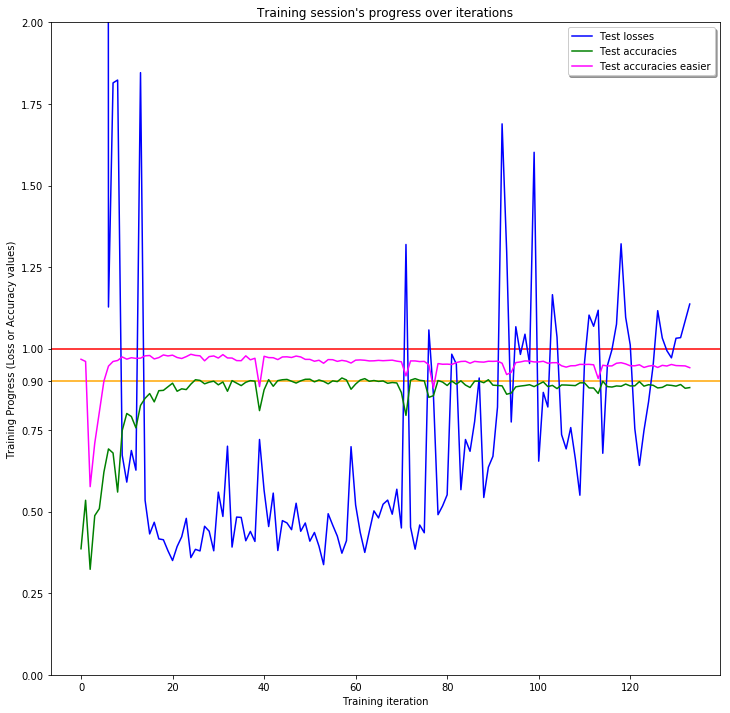 Training session's progress over iterations
Test losses
Test accuracies
Test accuracies easier
Training Progress (Loss or Accuracy values)
2.00
1.75
1.50
1.25
1.00
0.90
0.75
0.50
0.25
0.00
0 20 40 60 80 100 120
Training iteration